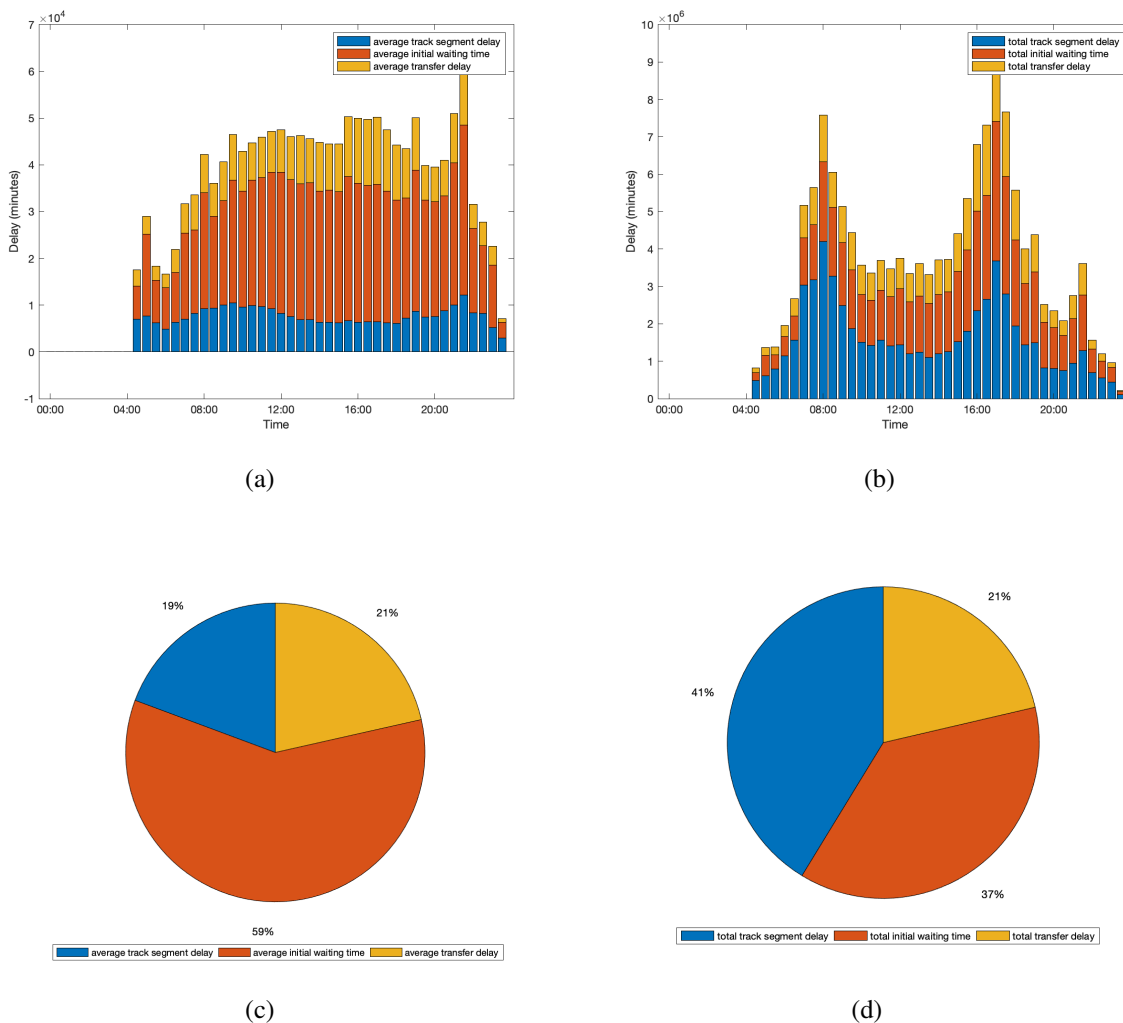 ×10^4
7
6
5
4
3
2
1
0
-1
Delay (minutes)
00:00 04:00 08:00 12:00 16:00 20:00
Time
average track segment delay
average initial waiting time
average transfer delay
(a)
×10^6
10
9
8
7
6
5
4
3
2
1
0
Delay (minutes)
00:00 04:00 08:00 12:00 16:00 20:00
Time
total track segment delay
total initial waiting time
total transfer delay
(b)
19%
21%
59%
average track segment delay average initial waiting time average transfer delay
(c)
21%
41%
37%
total track segment delay total initial waiting time total transfer delay
(d)